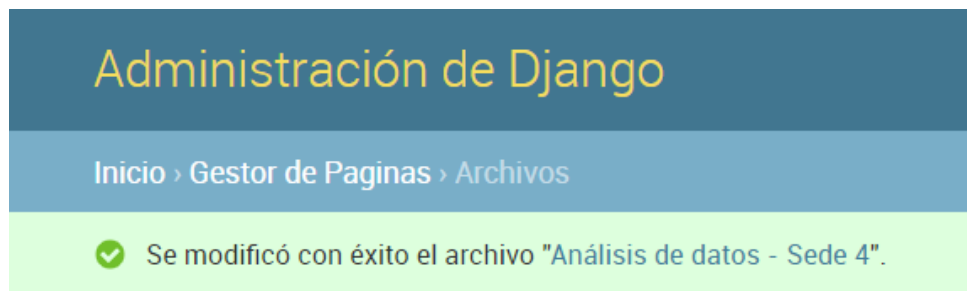 Administración de Django
Inicio › Gestor de Paginas › Archivos
Se modificó con éxito el archivo "Análisis de datos - Sede 4".